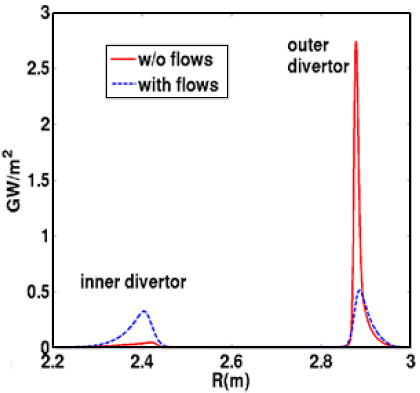 3
2.5
2
1.5
1
0.5
0
GW/m²
w/o flows
with flows
outer
divertor
inner divertor
2.2
2.4
2.6
2.8
3
R(m)